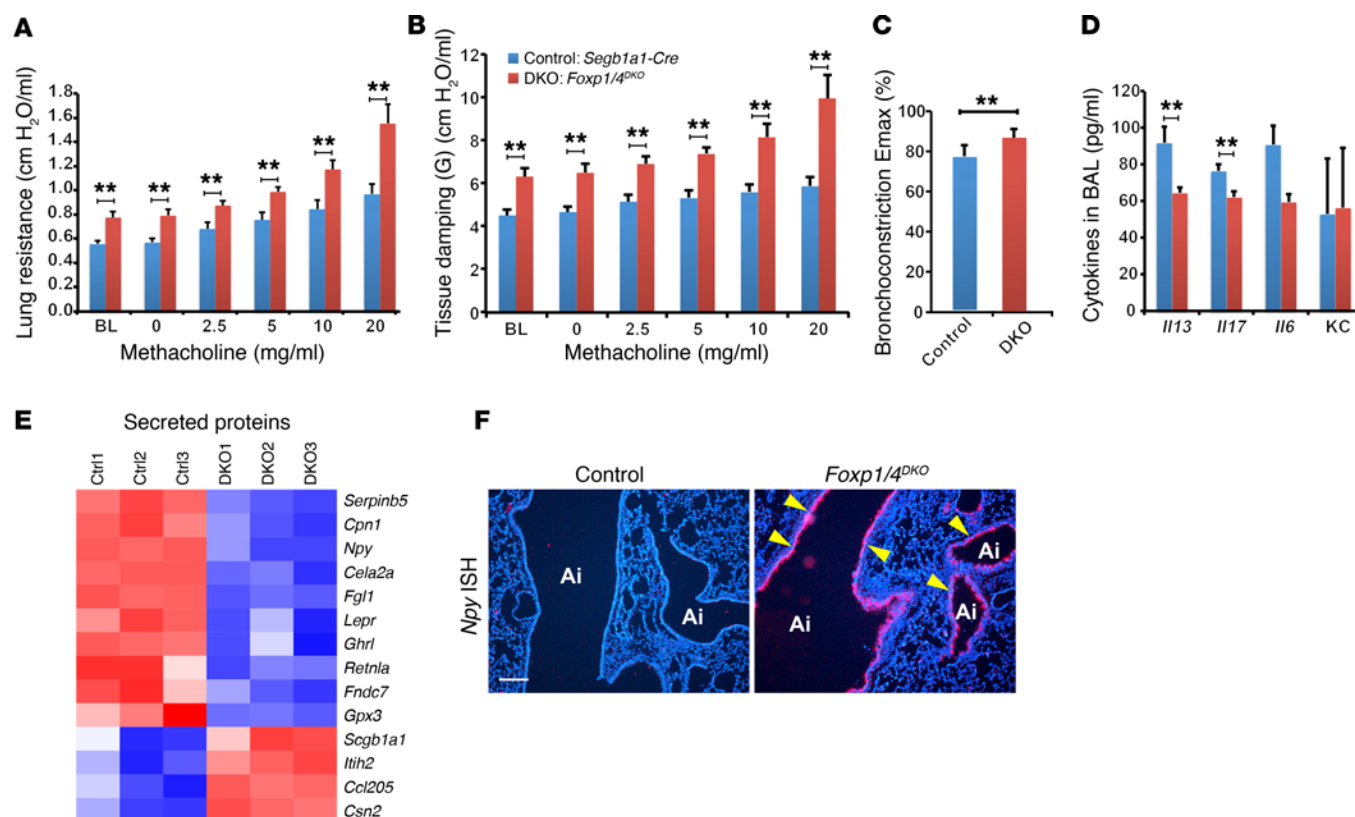 A
Lung resistance (cm H2O/ml)
1.8
1.6
1.4
1.2
1.0
0.8
0.6
0.4
0.2
0.0
** ** ** ** ** **
BL 0 2.5 5 10 20
Methacholine (mg/ml)
B
Tissue damping (G) (cm H2O/ml)
12
10
8
6
4
2
0
Control: Segb1a1-Cre
DKO: Foxp1/4DKO
** ** ** ** ** **
BL 0 2.5 5 10 20
Methacholine (mg/ml)
C
Bronchoconstriction Emax (%)
100
80
60
40
20
0
**
Control DKO
D
Cytokines in BAL (pg/ml)
120
100
80
60
40
20
0
** **
Il13 Il17 Il6 KC
E
Secreted proteins
Ctrl1 Ctrl2 Ctrl3 DKO1 DKO2 DKO3
Serpinb5
Cpn1
Npy
Cela2a
Fgl1
Lepr
Ghrl
Retnla
Fndc7
Gpx3
Scgb1a1
Itih2
Ccl205
Csn2
F
Control Foxp1/4DKO
Npy ISH
Ai Ai
Ai Ai Ai